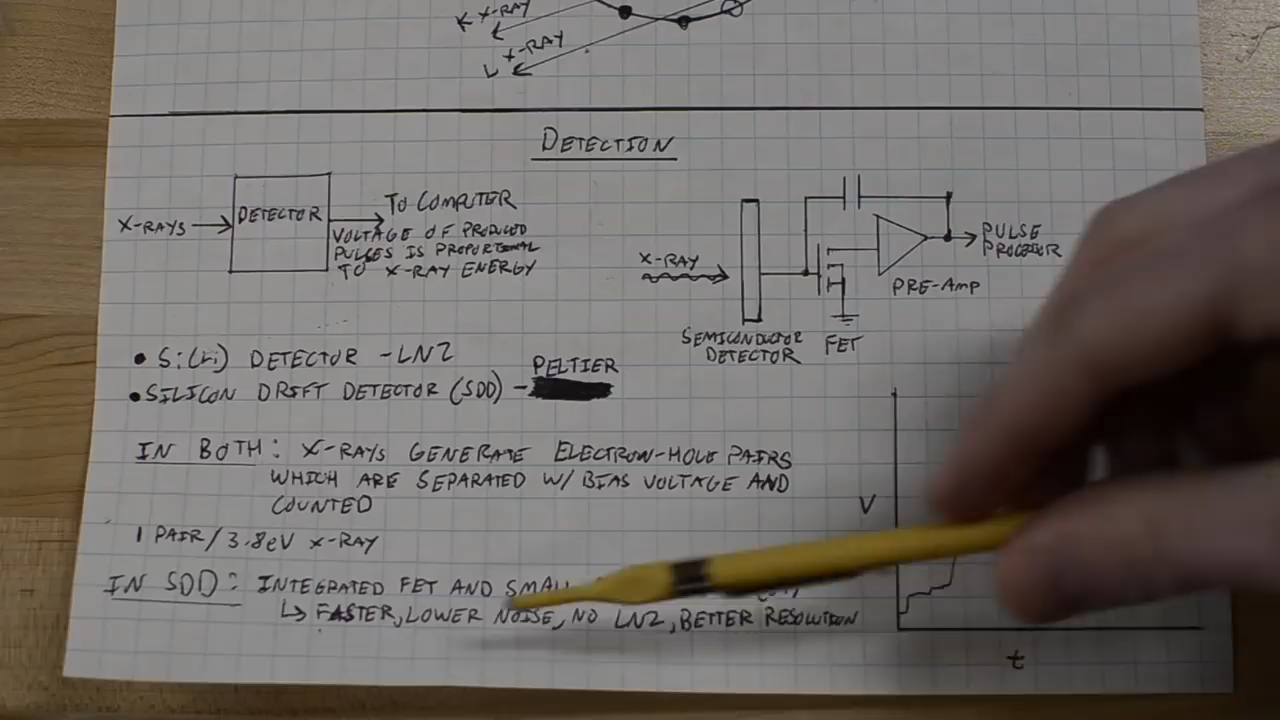 K X-RAY
L X-RAY
DETECTION
X-RAYS
DETECTOR
TO COMPUTER
VOLTAGE OF PRODUCED
PULSES IS PROPORTIONAL
TO X-RAY ENERGY
X-RAY
SEMICONDUCTOR
DETECTOR
FET
PRE-AMP
PULSE
PROCESSOR
• Si(Li) DETECTOR - LN2
• SILICON DRIFT DETECTOR (SDD) - PELTIER
IN BOTH: X-RAYS GENERATE ELECTRON-HOLE PAIRS
WHICH ARE SEPARATED W/ BIAS VOLTAGE AND
COUNTED
1 PAIR/3.8eV X-RAY
IN SDD: INTEGRATED FET AND SMALL
↳ FASTER, LOWER NOISE, NO LN2, BETTER RESOLUTION
V
t